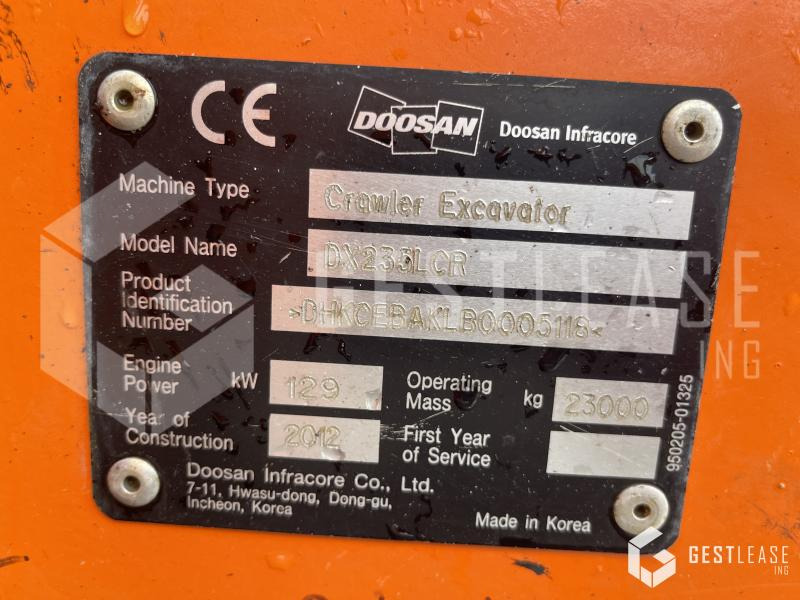 CE
DOOSAN Doosan Infracore
Machine Type Crawler Excavator
Model Name DX235LCR
Product
Identification
Number >DHKCEBAKLB0005118<
Engine
Power kW 129
Operating
Mass kg 23000
Year of
Construction 2012
First Year
of Service
Doosan Infracore Co., Ltd.
7-11, Hwasu-dong, Dong-gu,
Incheon, Korea
Made in Korea
950205-01325
GESTLEASE
ING
GESTLEASE
ING